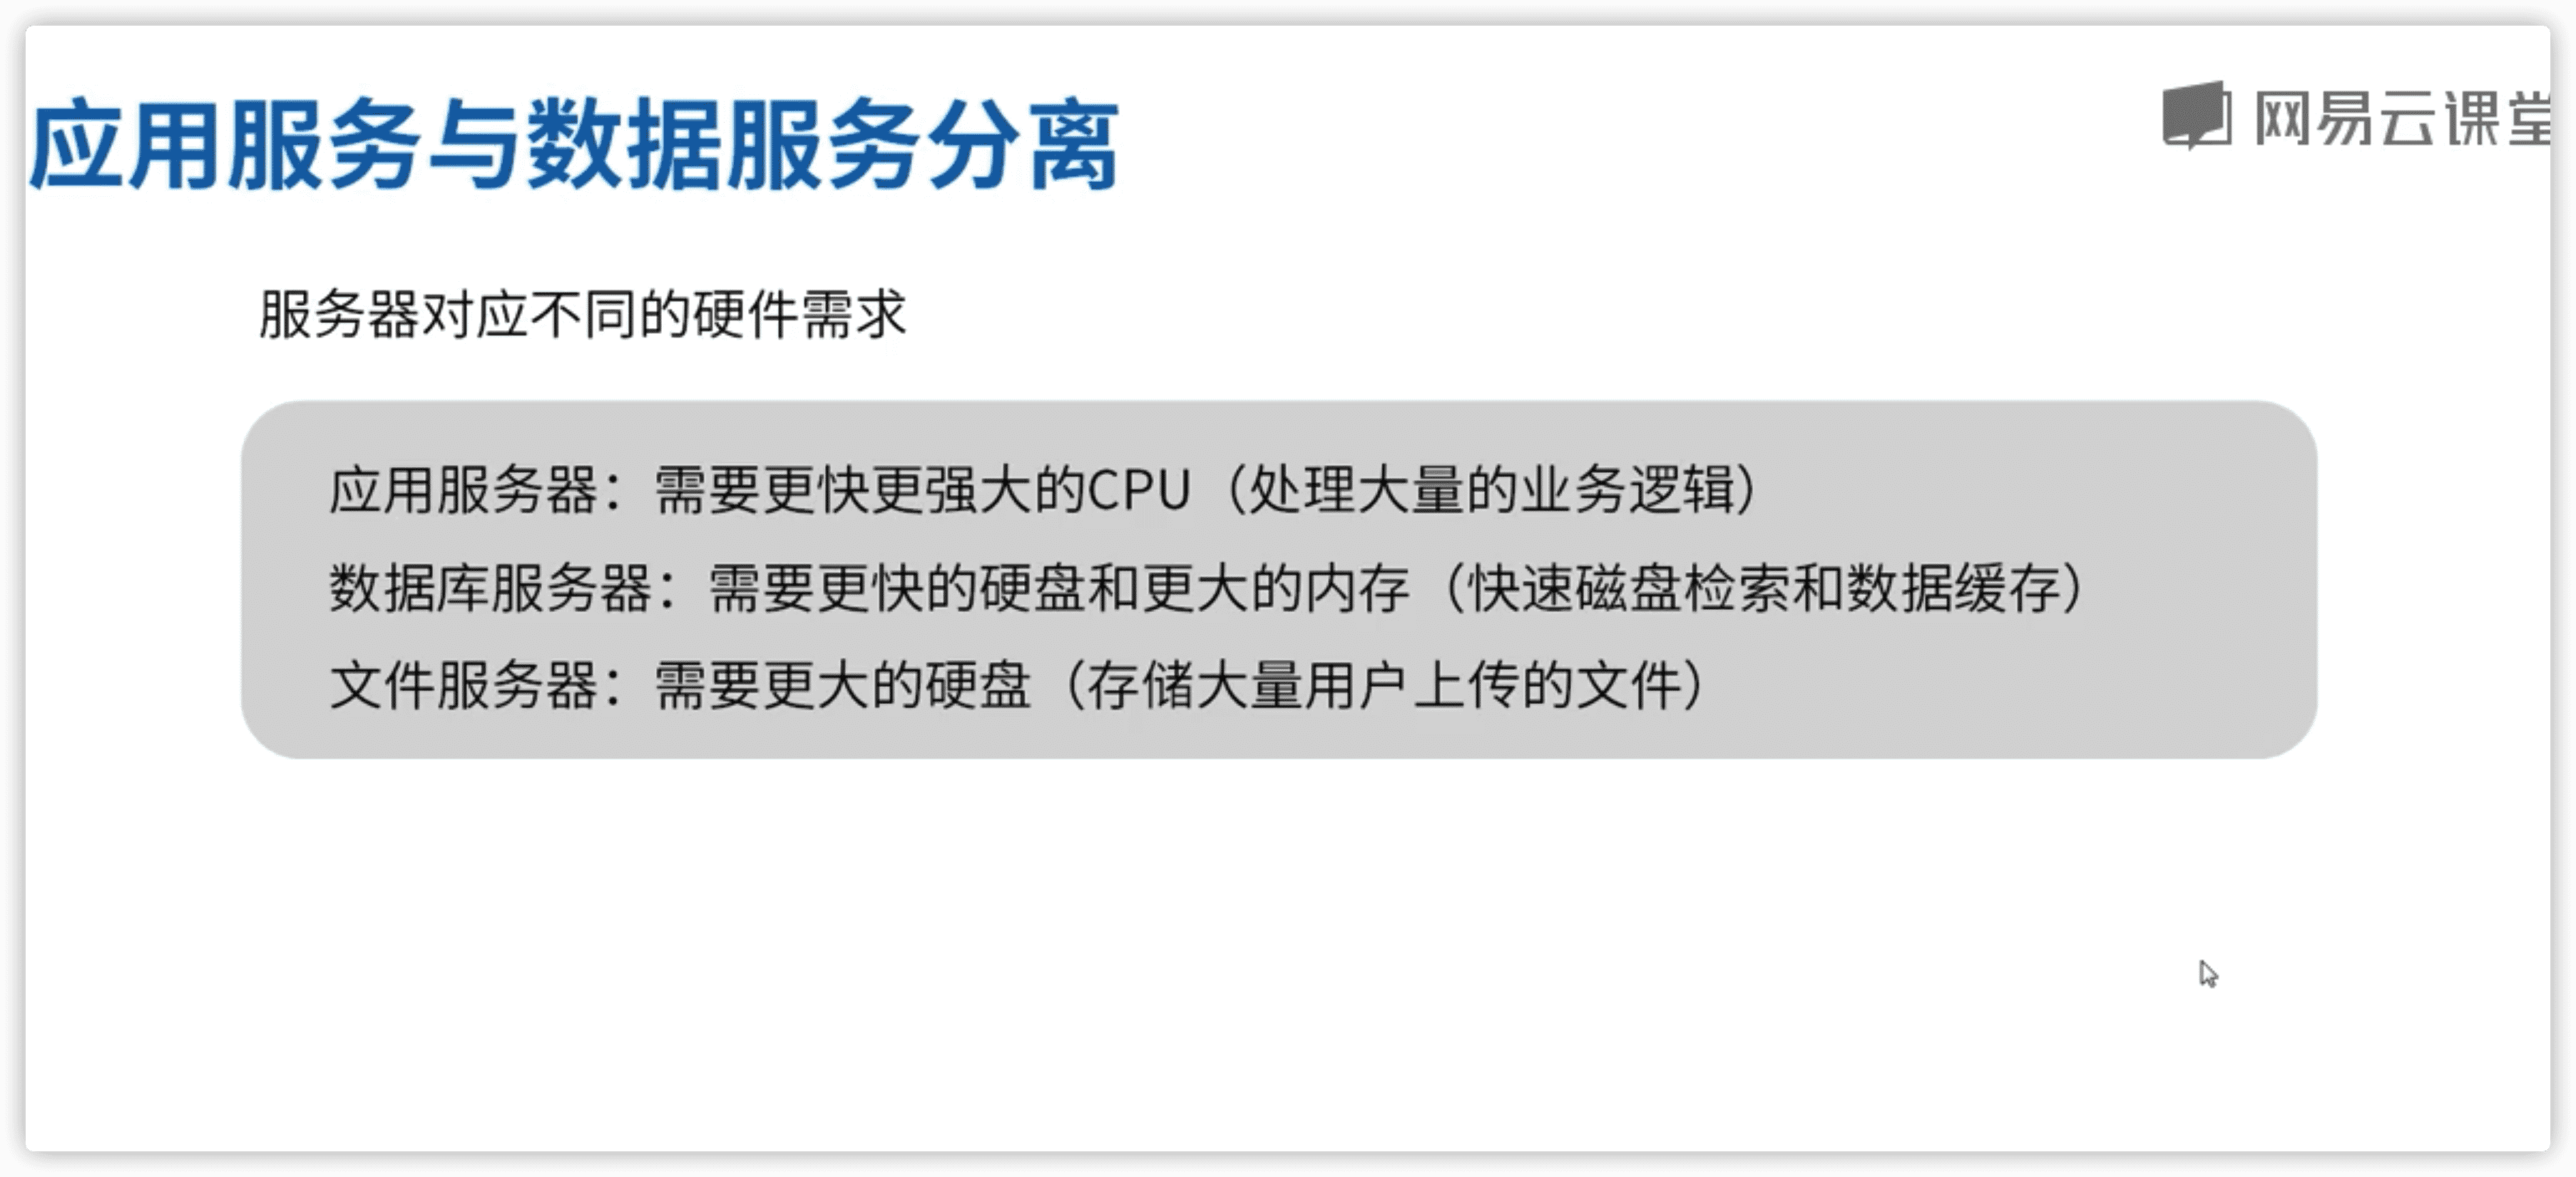 应用服务与数据服务分离
网易云课堂
服务器对应不同的硬件需求
应用服务器：需要更快更强大的CPU（处理大量的业务逻辑）
数据库服务器：需要更快的硬盘和更大的内存（快速磁盘检索和数据缓存）
文件服务器：需要更大的硬盘（存储大量用户上传的文件）